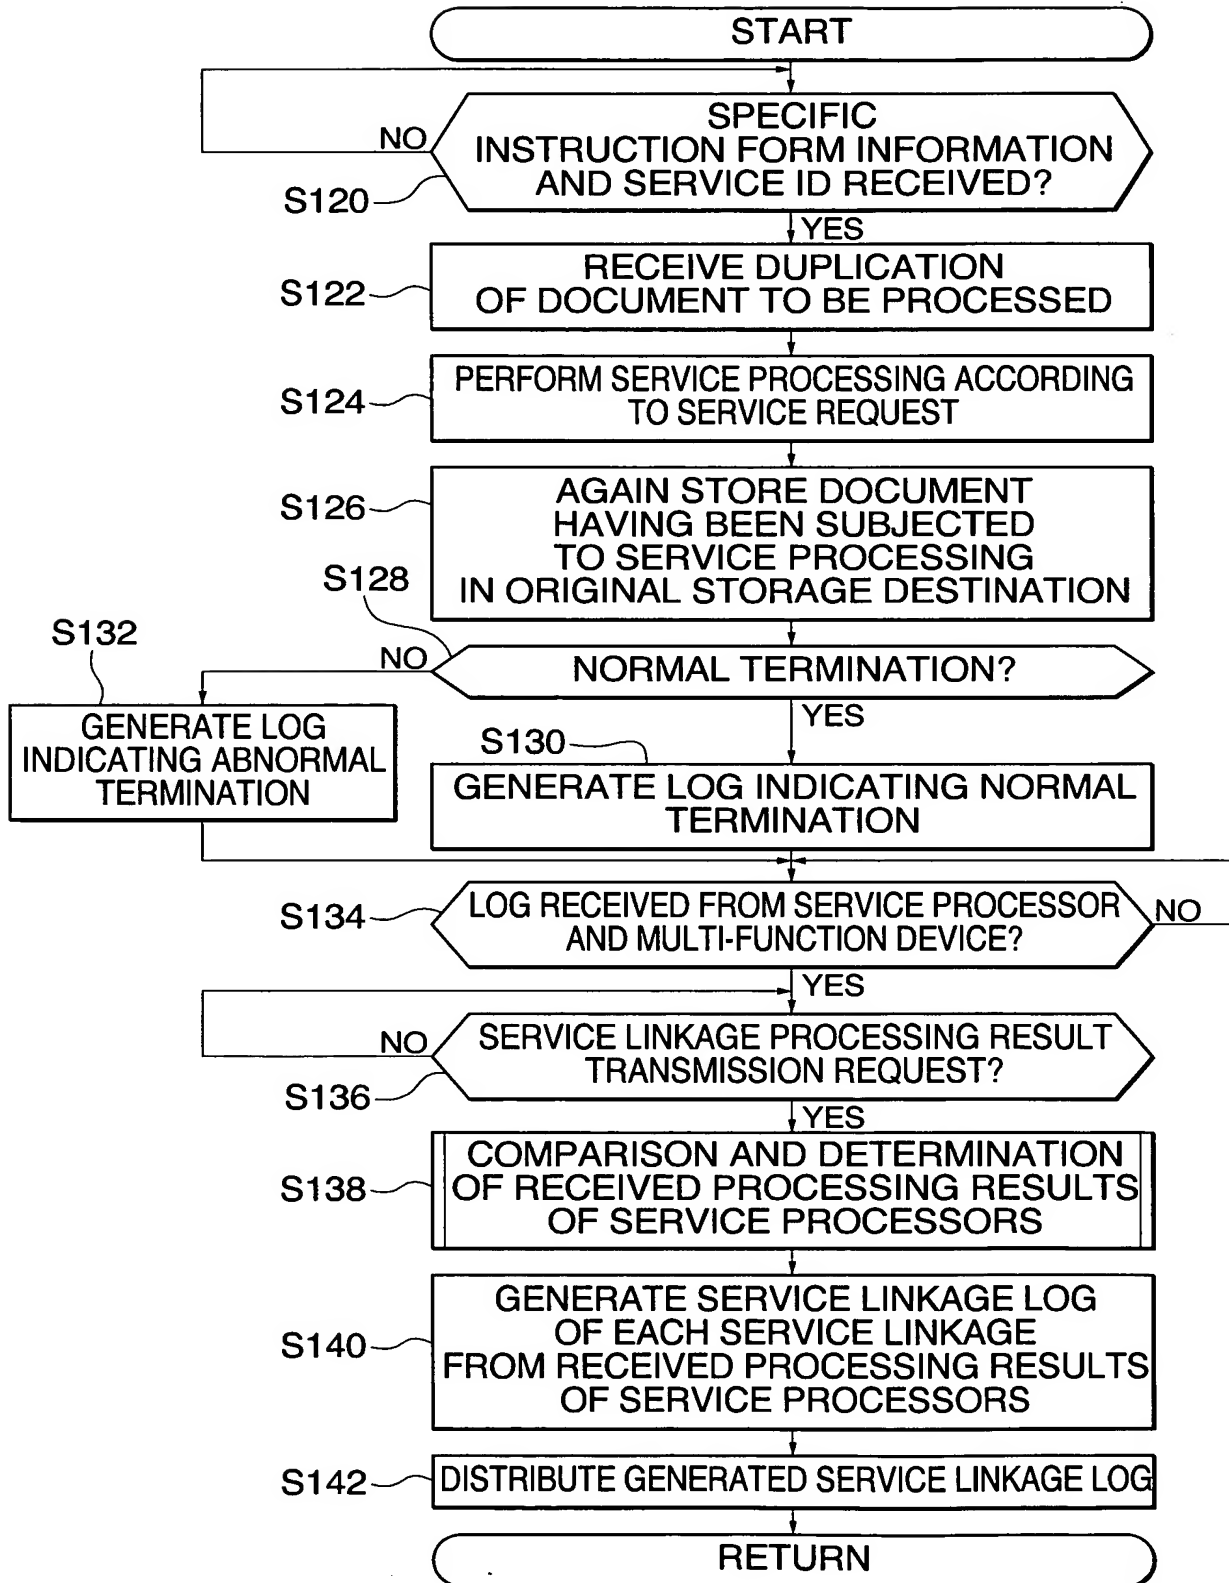 START
NO
SPECIFIC
INSTRUCTION FORM INFORMATION
AND SERVICE ID RECEIVED?
S120
YES
S122
RECEIVE DUPLICATION
OF DOCUMENT TO BE PROCESSED
S124
PERFORM SERVICE PROCESSING ACCORDING
TO SERVICE REQUEST
S126
AGAIN STORE DOCUMENT
HAVING BEEN SUBJECTED
TO SERVICE PROCESSING
IN ORIGINAL STORAGE DESTINATION
S128
NO
NORMAL TERMINATION?
YES
S132
GENERATE LOG
INDICATING ABNORMAL
TERMINATION
S130
GENERATE LOG INDICATING NORMAL
TERMINATION
S134
LOG RECEIVED FROM SERVICE PROCESSOR
AND MULTI-FUNCTION DEVICE?
NO
YES
NO
SERVICE LINKAGE PROCESSING RESULT
TRANSMISSION REQUEST?
S136
YES
S138
COMPARISON AND DETERMINATION
OF RECEIVED PROCESSING RESULTS
OF SERVICE PROCESSORS
S140
GENERATE SERVICE LINKAGE LOG
OF EACH SERVICE LINKAGE
FROM RECEIVED PROCESSING RESULTS
OF SERVICE PROCESSORS
S142
DISTRIBUTE GENERATED SERVICE LINKAGE LOG
RETURN